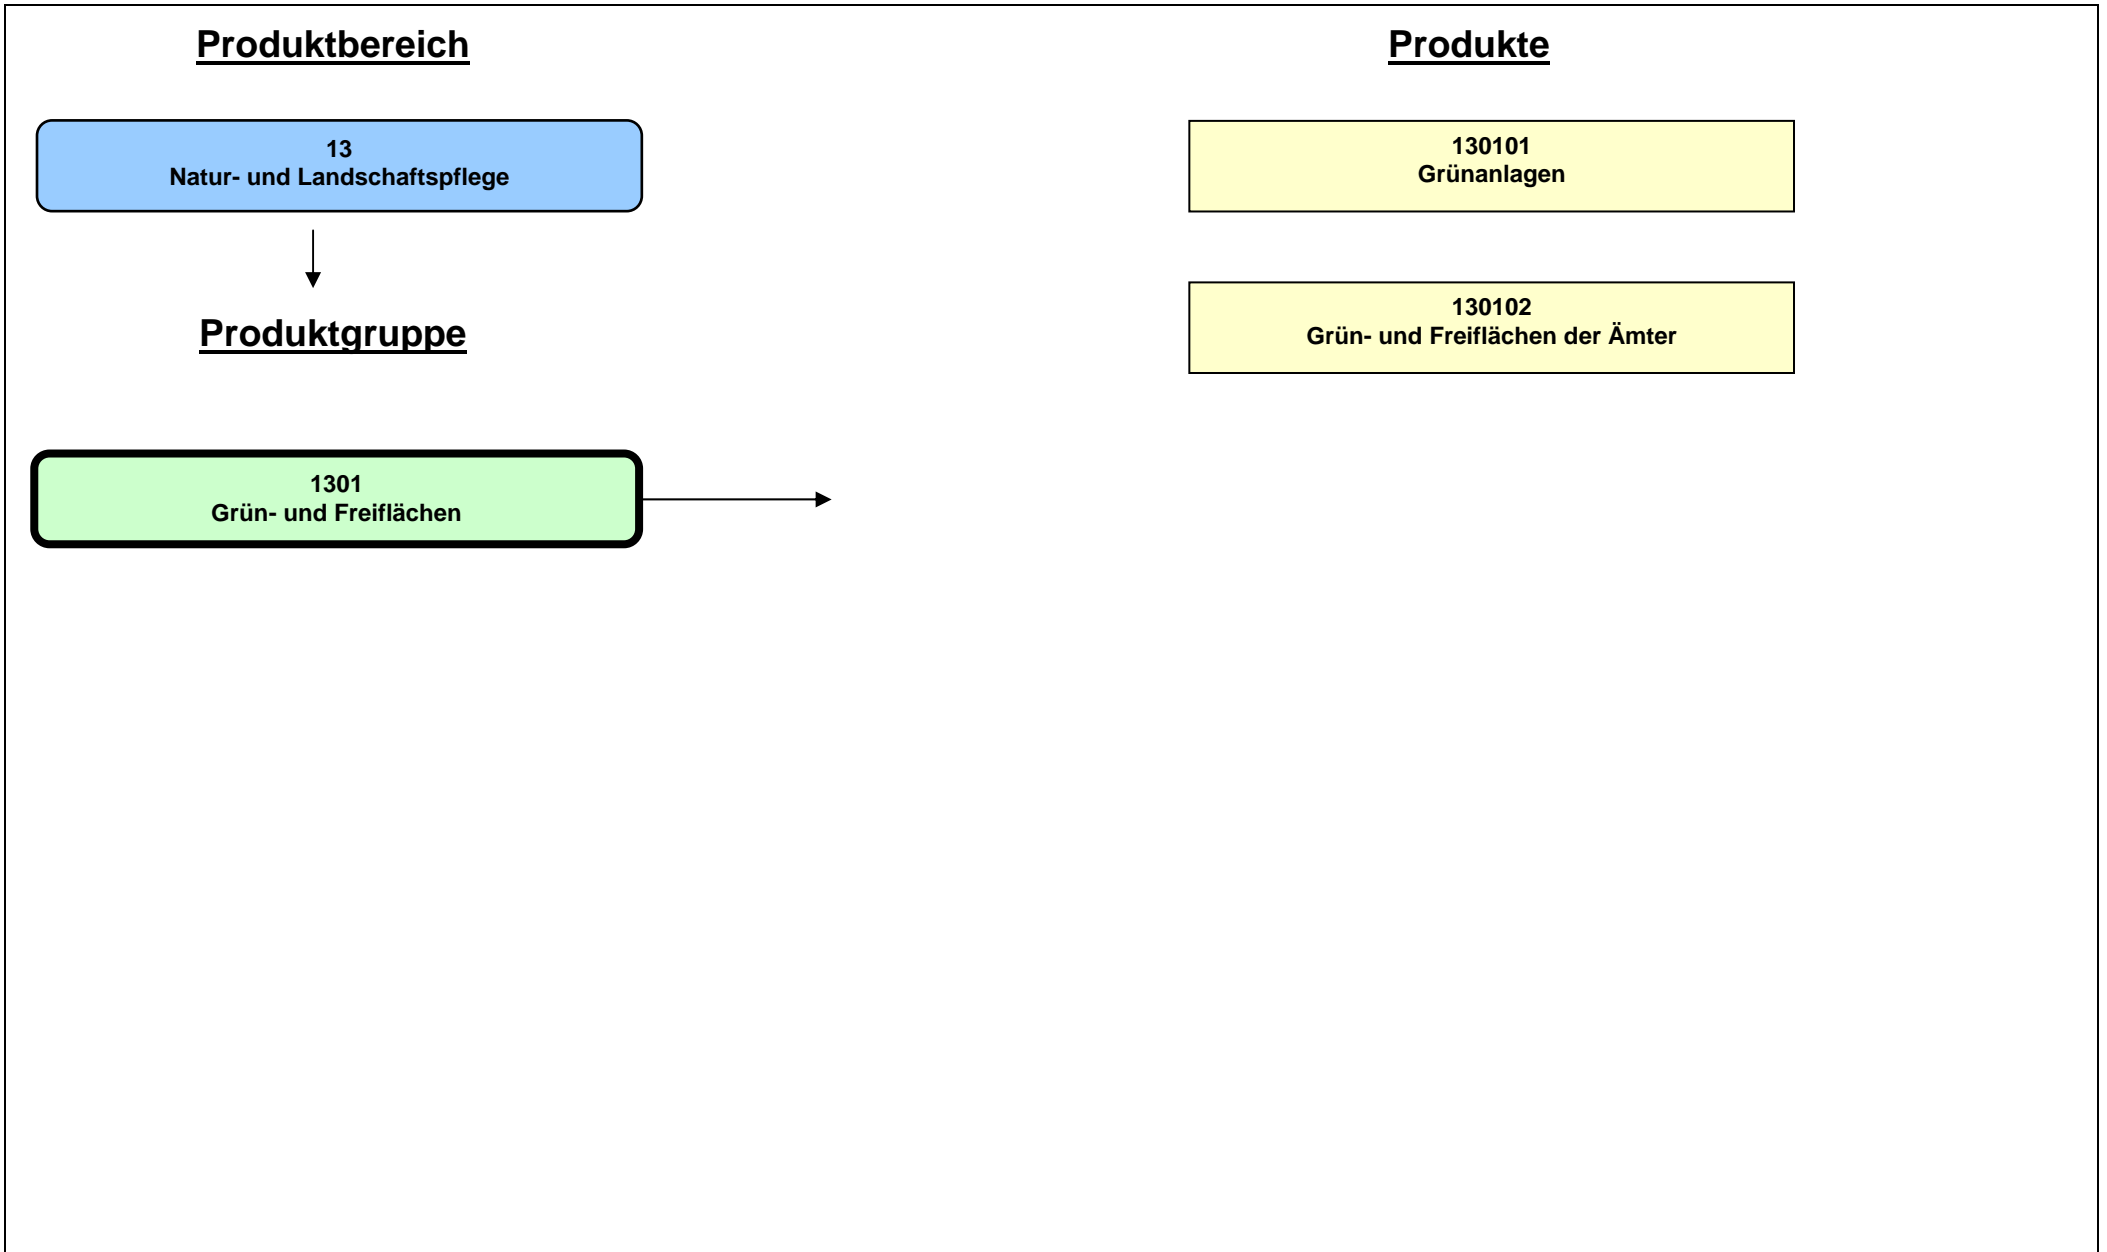 Produktbereich
13
Natur- und Landschaftspflege
Produktgruppe
1301
Grün- und Freiflächen
Produkte
130101
Grünanlagen
130102
Grün- und Freiflächen der Ämter